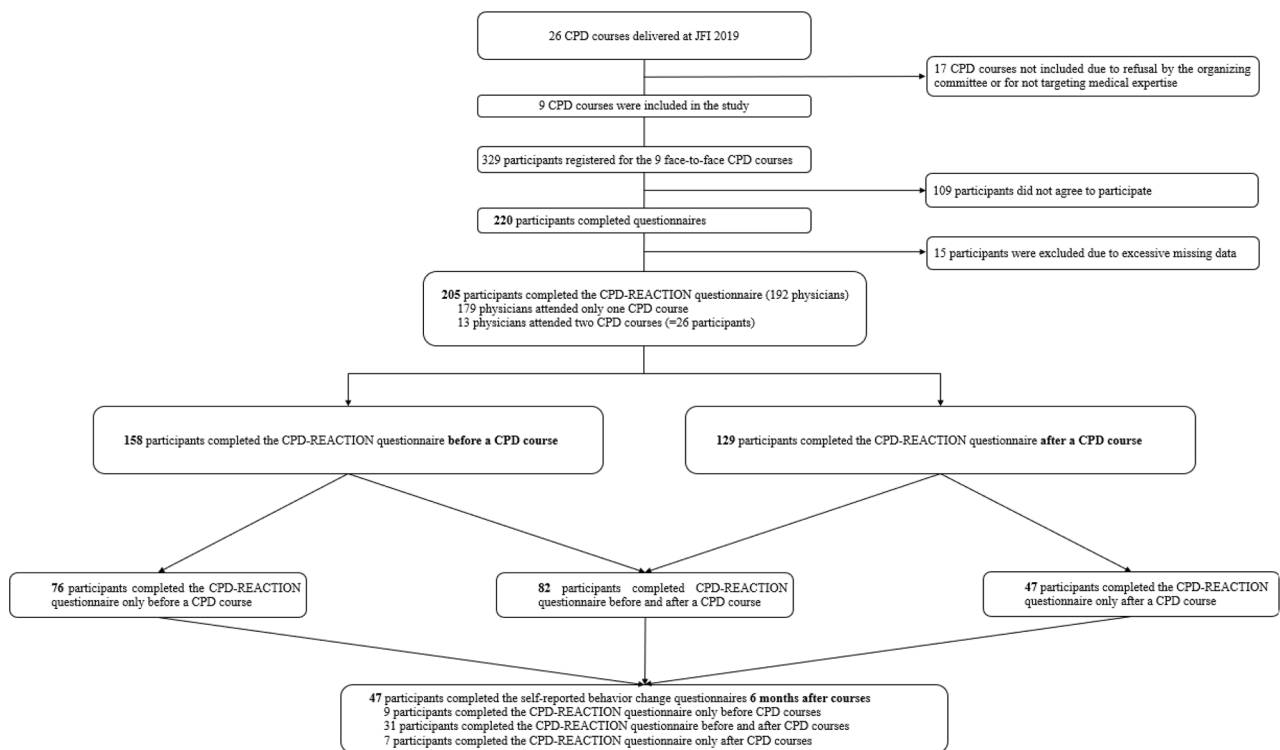 26 CPD courses delivered at JFI 2019
17 CPD courses not included due to refusal by the organizing
committee or for not targeting medical expertise
9 CPD courses were included in the study
329 participants registered for the 9 face-to-face CPD courses
109 participants did not agree to participate
220 participants completed questionnaires
15 participants were excluded due to excessive missing data
205 participants completed the CPD-REACTION questionnaire (192 physicians)
179 physicians attended only one CPD course
13 physicians attended two CPD courses (=26 participants)
158 participants completed the CPD-REACTION questionnaire before a CPD course
129 participants completed the CPD-REACTION questionnaire after a CPD course
76 participants completed the CPD-REACTION
questionnaire only before a CPD course
82 participants completed CPD-REACTION
questionnaire before and after a CPD course
47 participants completed the CPD-REACTION
questionnaire only after a CPD course
47 participants completed the self-reported behavior change questionnaires 6 months after courses
9 participants completed the CPD-REACTION questionnaire only before CPD courses
31 participants completed the CPD-REACTION questionnaire before and after CPD courses
7 participants completed the CPD-REACTION questionnaire only after CPD courses